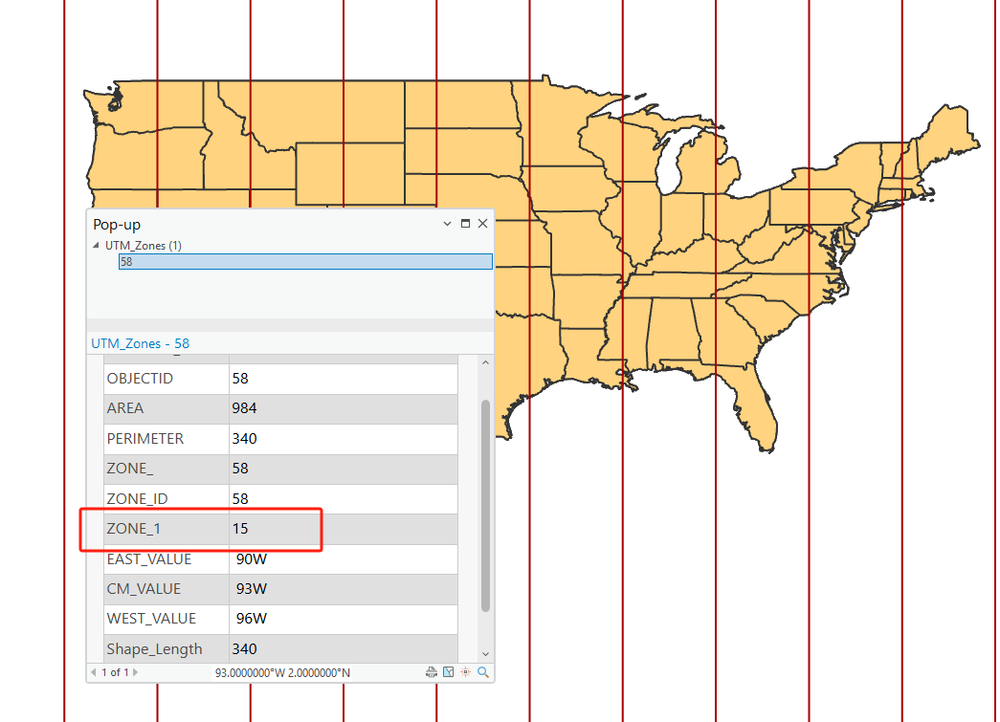 Pop-up
UTM_Zones (1)
58
UTM_Zones - 58
OBJECTID 58
AREA 984
PERIMETER 340
ZONE_ 58
ZONE_ID 58
ZONE_1 15
EAST_VALUE 90W
CM_VALUE 93W
WEST_VALUE 96W
Shape_Length 340
1 of 1 93.0000000°W 2.0000000°N